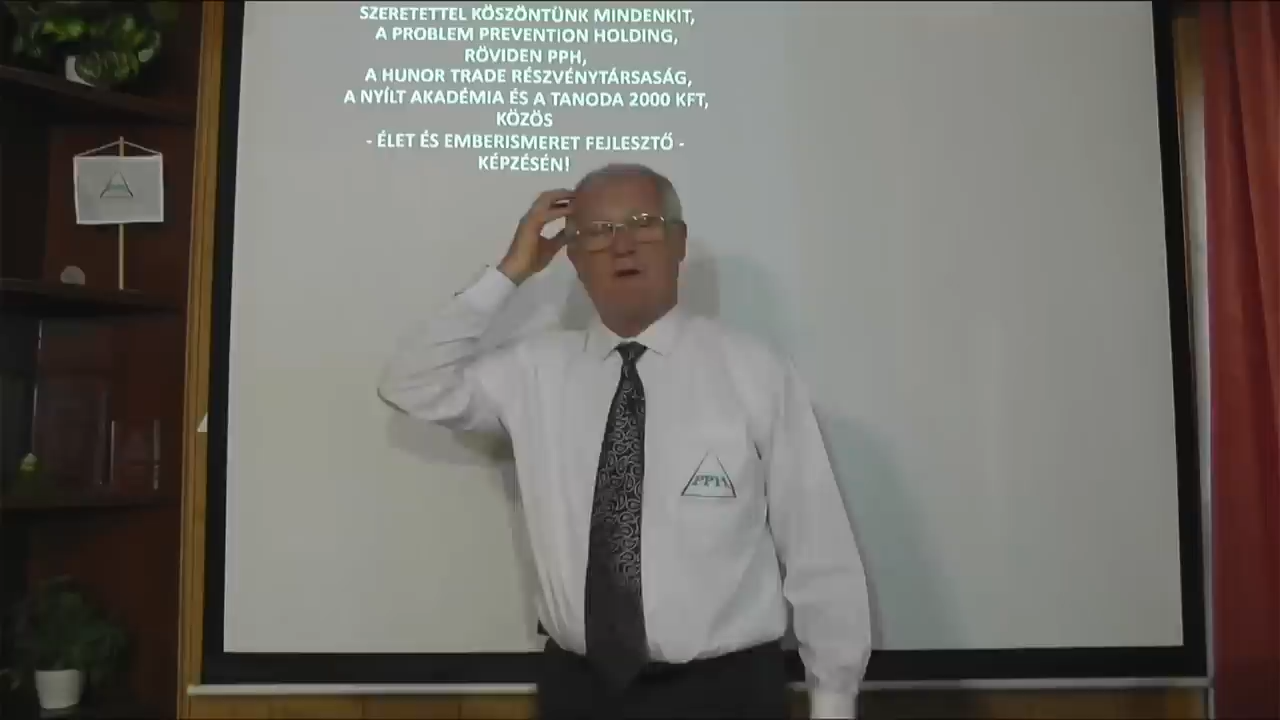 SZERETETTEL KÖSZÖNTÜNK MINDENKIT,
A PROBLEM PREVENTION HOLDING,
RÖVIDEN PPH,
A HUNOR TRADE RÉSZVÉNYTÁRSASÁG,
A NYÍLT AKADÉMIA ÉS A TANODA 2000 KFT,
KÖZÖS
- ÉLET ÉS EMBERISMERET FEJLESZTŐ -
KÉPZÉSÉN!
PPH